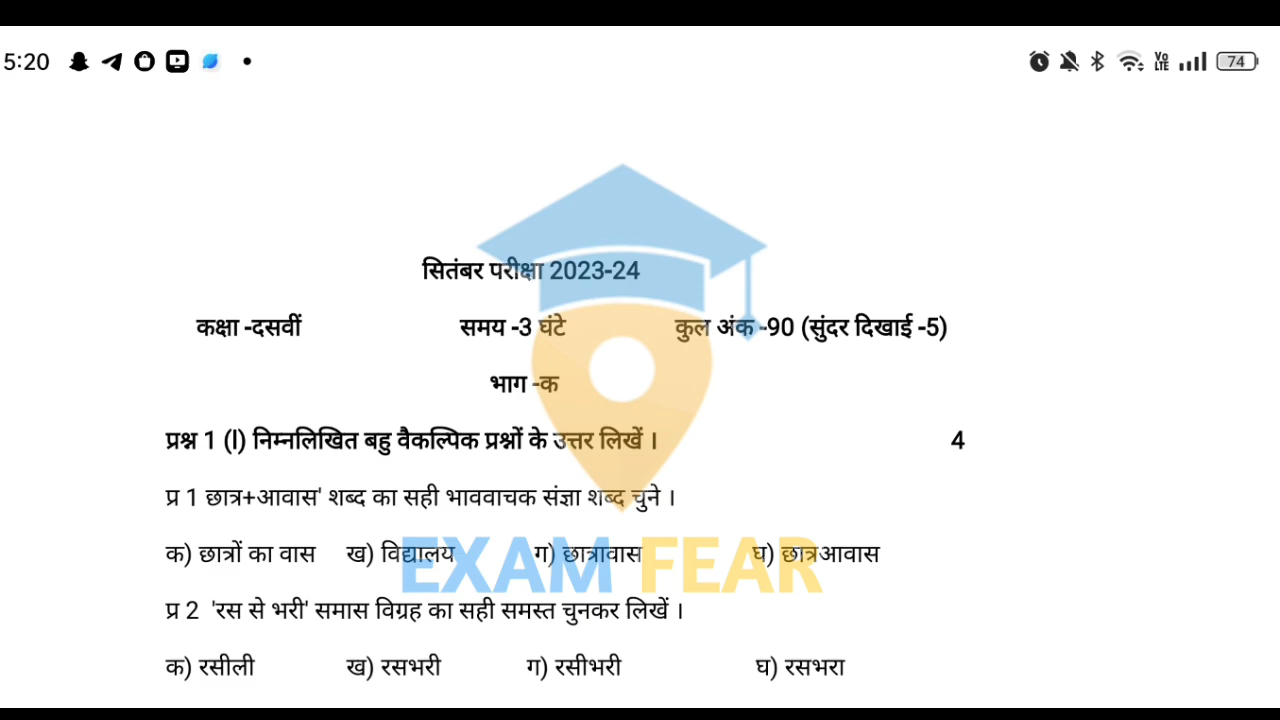 5:20
74
सितंबर परीक्षा 2023-24
कक्षा -दसवीं समय -3 घंटे कुल अंक -90 (सुंदर दिखाई -5)
भाग -क
प्रश्न 1 (l) निम्नलिखित बहु वैकल्पिक प्रश्नों के उत्तर लिखें । 4
प्र 1 छात्र+आवास' शब्द का सही भाववाचक संज्ञा शब्द चुने ।
क) छात्रों का वास ख) विद्यालय ग) छात्रावास घ) छात्रआवास
EXAM FEAR
प्र 2 'रस से भरी' समास विग्रह का सही समस्त चुनकर लिखें ।
क) रसीली ख) रसभरी ग) रसीभरी घ) रसभरा